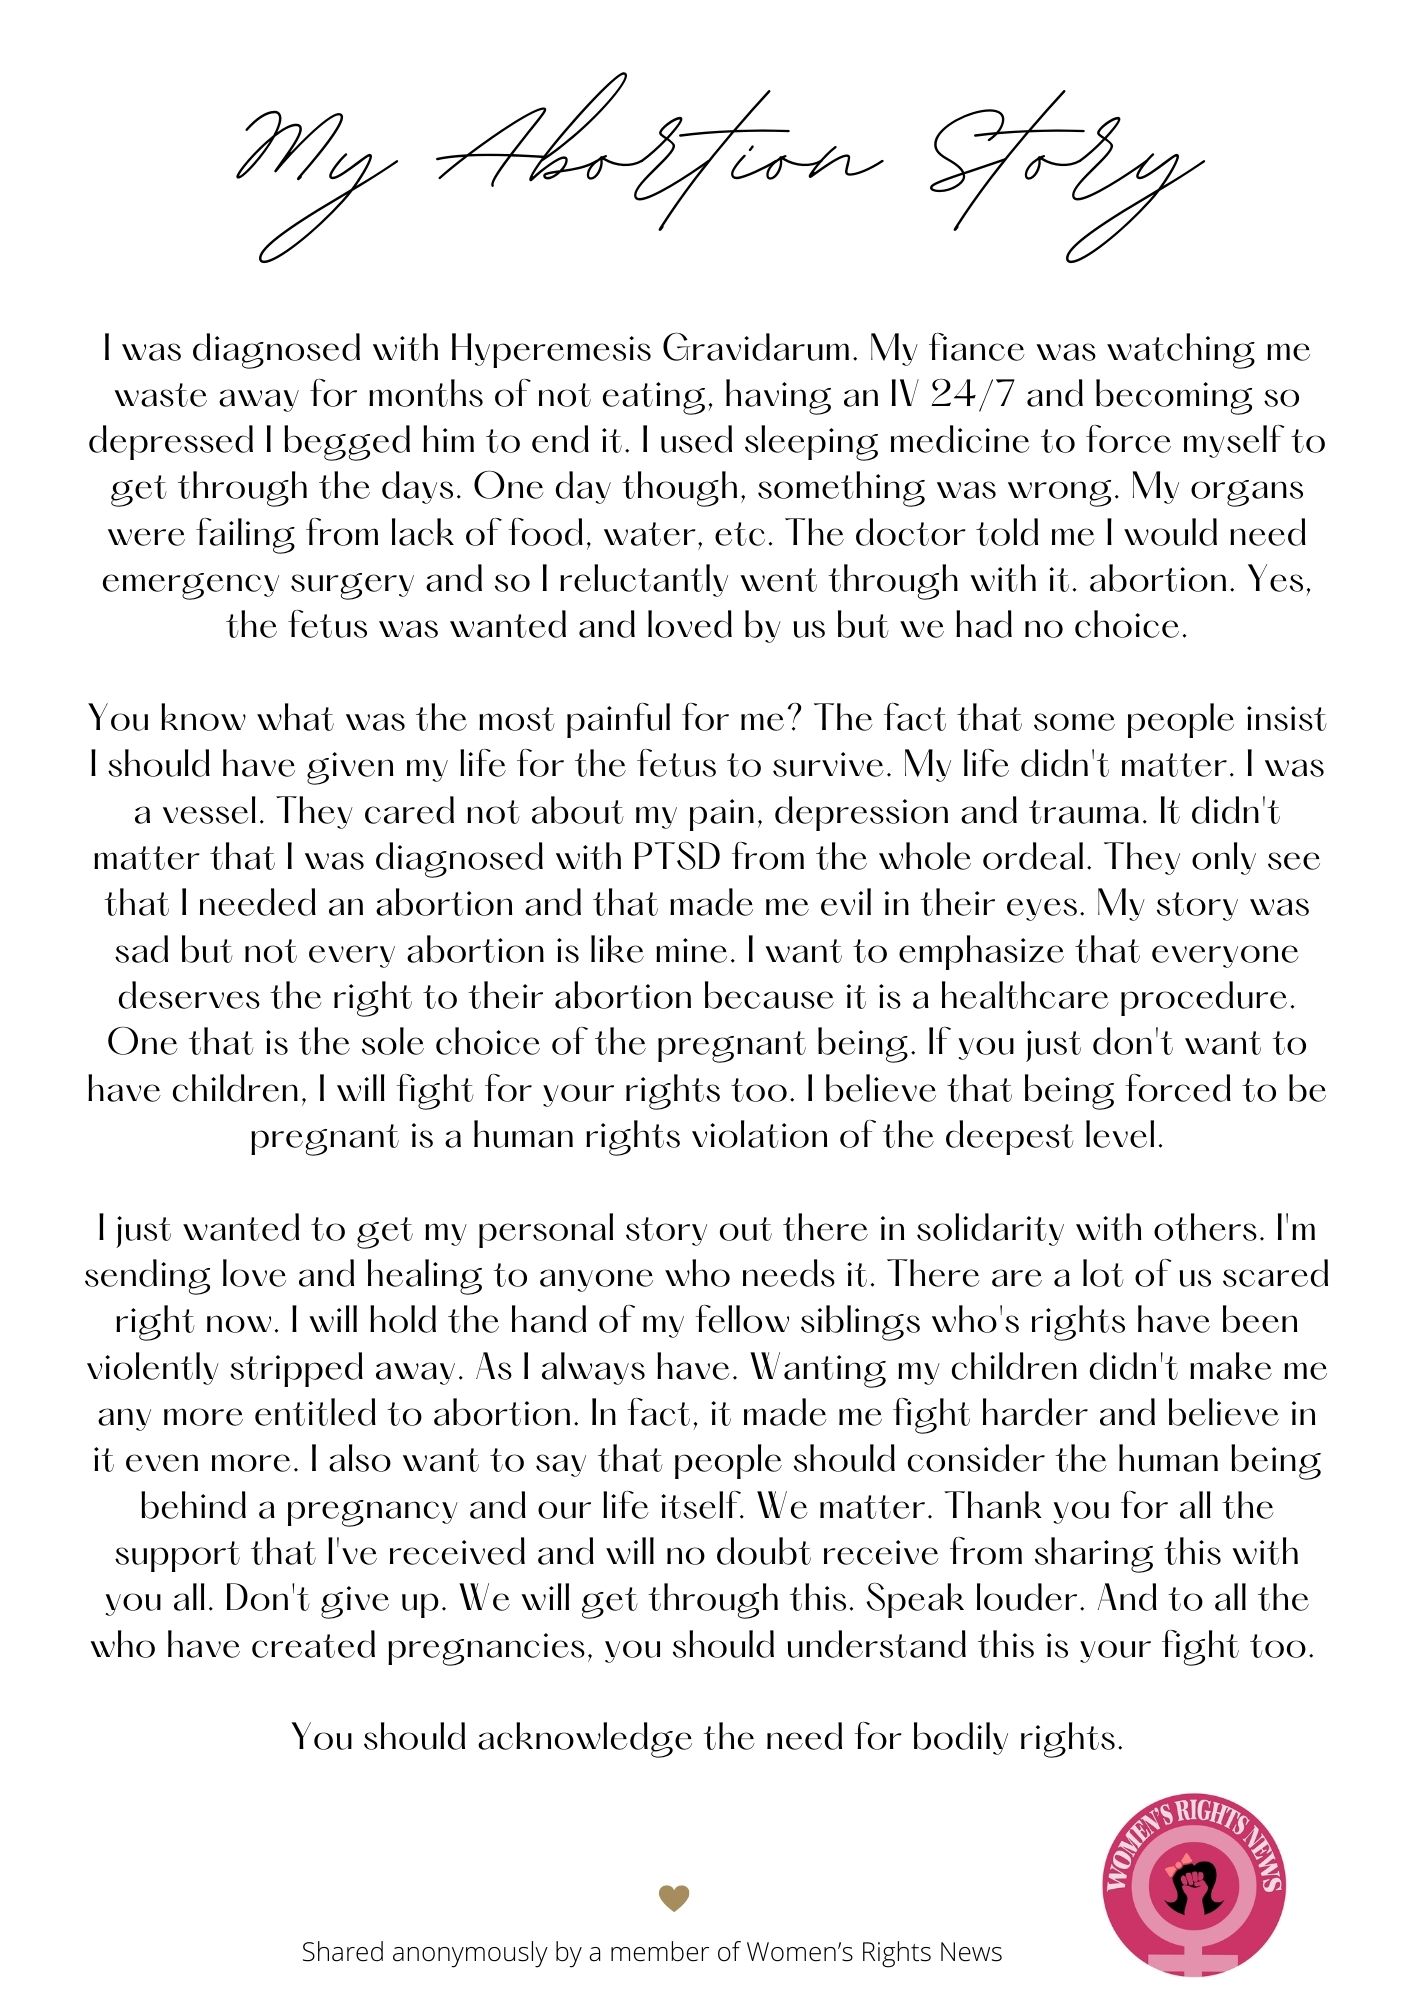 My Abortion Story
I was diagnosed with Hyperemesis Gravidarum. My fiance was watching me
waste away for months of not eating, having an IV 24/7 and becoming so
depressed I begged him to end it. I used sleeping medicine to force myself to
get through the days. One day though, something was wrong. My organs
were failing from lack of food, water, etc. The doctor told me I would need
emergency surgery and so I reluctantly went through with it. abortion. Yes,
the fetus was wanted and loved by us but we had no choice.
You know what was the most painful for me? The fact that some people insist
I should have given my life for the fetus to survive. My life didn't matter. I was
a vessel. They cared not about my pain, depression and trauma. It didn't
matter that I was diagnosed with PTSD from the whole ordeal. They only see
that I needed an abortion and that made me evil in their eyes. My story was
sad but not every abortion is like mine. I want to emphasize that everyone
deserves the right to their abortion because it is a healthcare procedure.
One that is the sole choice of the pregnant being. If you just don't want to
have children, I will fight for your rights too. I believe that being forced to be
pregnant is a human rights violation of the deepest level.
I just wanted to get my personal story out there in solidarity with others. I'm
sending love and healing to anyone who needs it. There are a lot of us scared
right now. I will hold the hand of my fellow siblings who's rights have been
violently stripped away. As I always have. Wanting my children didn't make me
any more entitled to abortion. In fact, it made me fight harder and believe in
it even more. I also want to say that people should consider the human being
behind a pregnancy and our life itself. We matter. Thank you for all the
support that I've received and will no doubt receive from sharing this with
you all. Don't give up. We will get through this. Speak louder. And to all the
who have created pregnancies, you should understand this is your fight too.
You should acknowledge the need for bodily rights.
WOMEN'S RIGHTS NEWS
Shared anonymously by a member of Women's Rights News